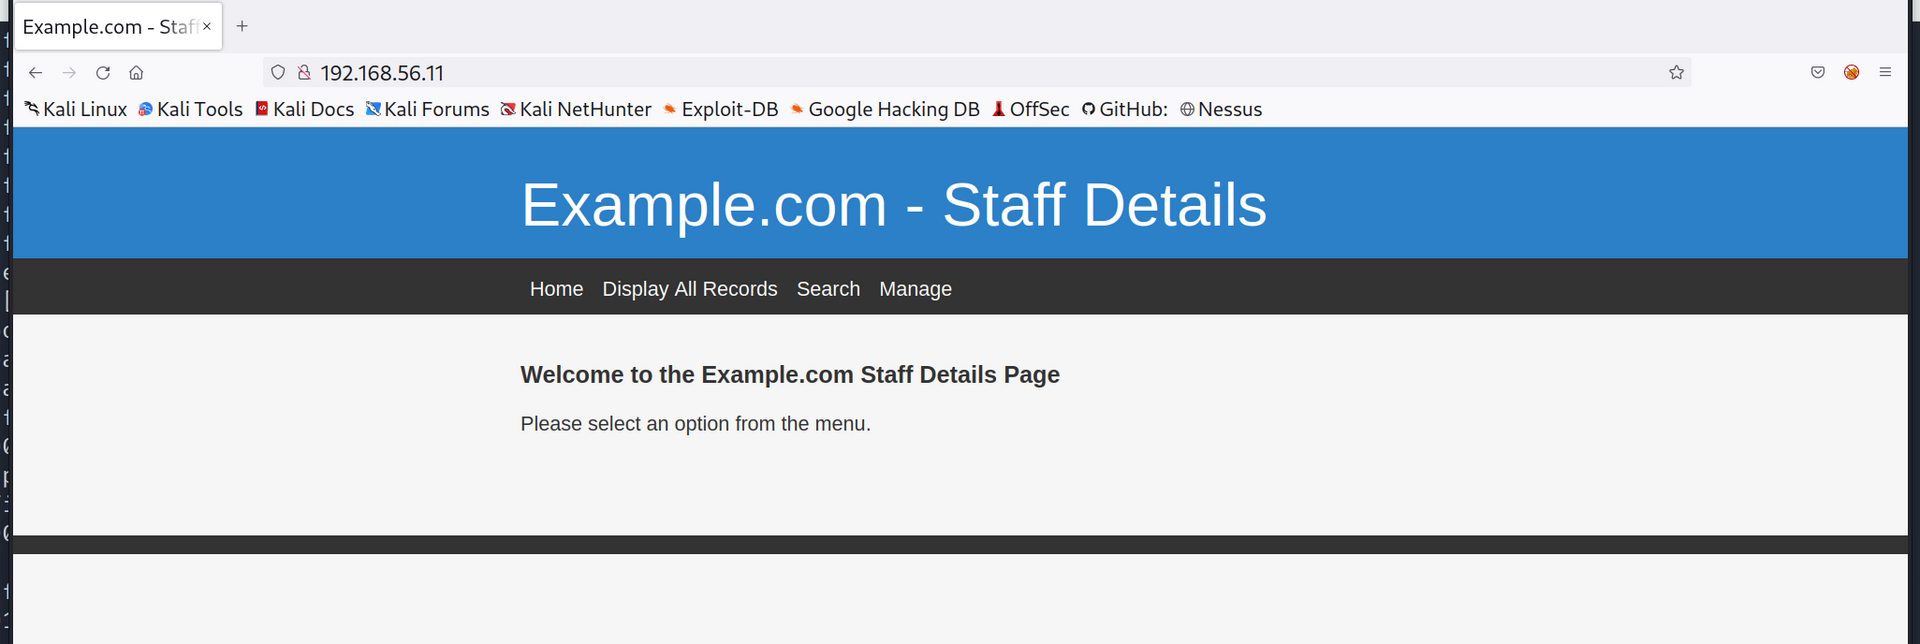 Example.com - Staff
192.168.56.11
Kali Linux Kali Tools Kali Docs Kali Forums Kali NetHunter Exploit-DB Google Hacking DB OffSec GitHub: Nessus
Example.com - Staff Details
Home Display All Records Search Manage
Welcome to the Example.com Staff Details Page
Please select an option from the menu.